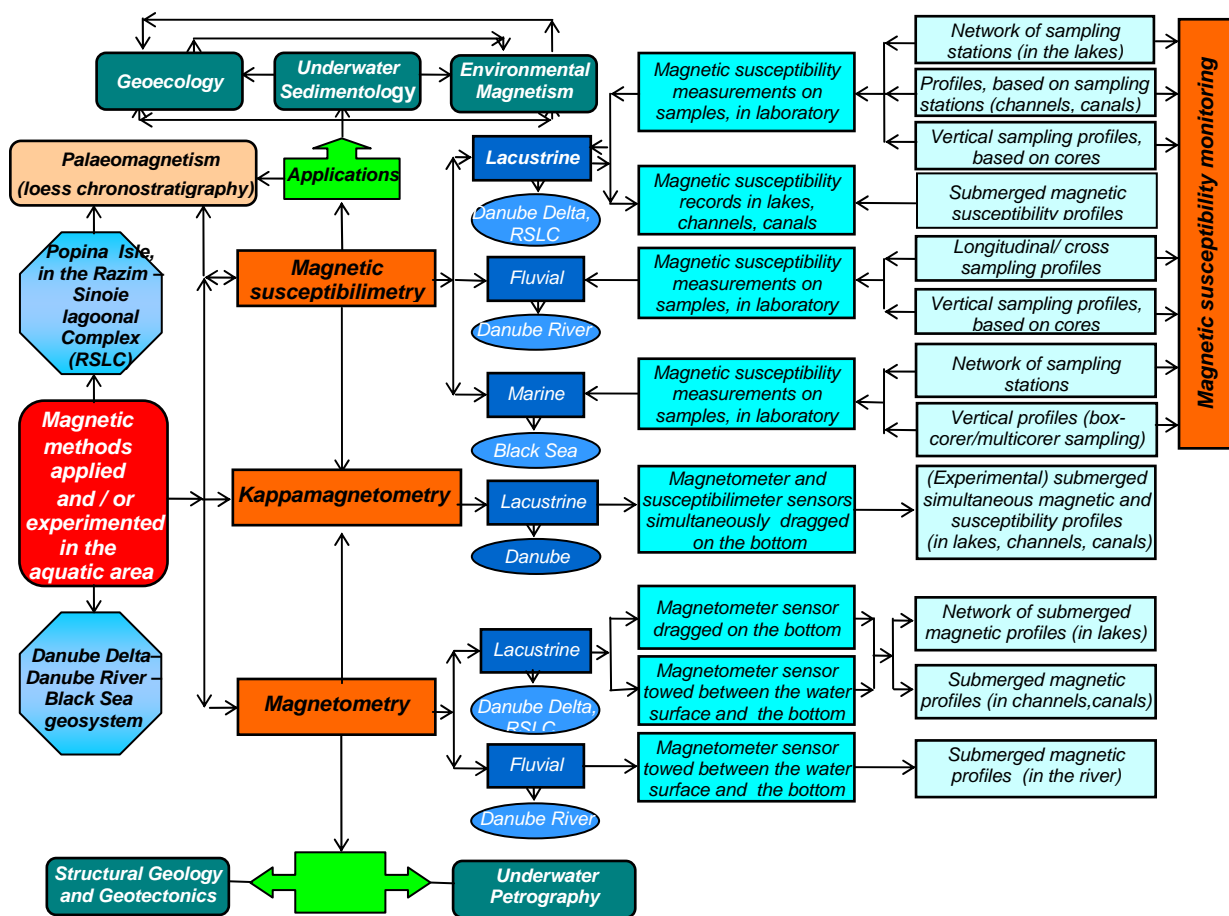 Geoecology
Underwater
Sedimentology
Environmental
Magnetism
Palaeomagnetism
(loess chronostratigraphy)
Applications
Popina Isle,
in the Razim –
Sinoie
lagoonal
Complex
(RSLC)
Magnetic
methods
applied
and / or
experimented
in the
aquatic area
Danube Delta–
Danube River –
Black Sea
geosystem
Magnetic
susceptibilimetry
Kappamagnetometry
Magnetometry
Structural Geology
and Geotectonics
Underwater
Petrography
Lacustrine
Danube Delta,
RSLC
Fluvial
Danube River
Marine
Black Sea
Lacustrine
Danube
Lacustrine
Danube Delta,
RSLC
Fluvial
Danube River
Magnetic susceptibility
measurements on
samples, in laboratory
Magnetic susceptibility
records in lakes,
channels, canals
Magnetic susceptibility
measurements on
samples, in laboratory
Magnetic susceptibility
measurements on
samples, in laboratory
Magnetometer and
susceptibilimeter sensors
simultaneously dragged
on the bottom
Magnetometer sensor
dragged on the bottom
Magnetometer sensor
towed between the water
surface and the bottom
Magnetometer sensor
towed between the water
surface and the bottom
Network of sampling
stations (in the lakes)
Profiles, based on sampling
stations (channels, canals)
Vertical sampling profiles,
based on cores
Submerged magnetic
susceptibility profiles
Longitudinal/ cross
sampling profiles
Vertical sampling profiles,
based on cores
Network of sampling
stations
Vertical profiles (box-
corer/multicorer sampling)
(Experimental) submerged
simultaneous magnetic and
susceptibility profiles
(in lakes, channels, canals)
Network of submerged
magnetic profiles (in lakes)
Submerged magnetic
profiles (in channels,canals)
Submerged magnetic
profiles (in the river)
Magnetic susceptibility monitoring